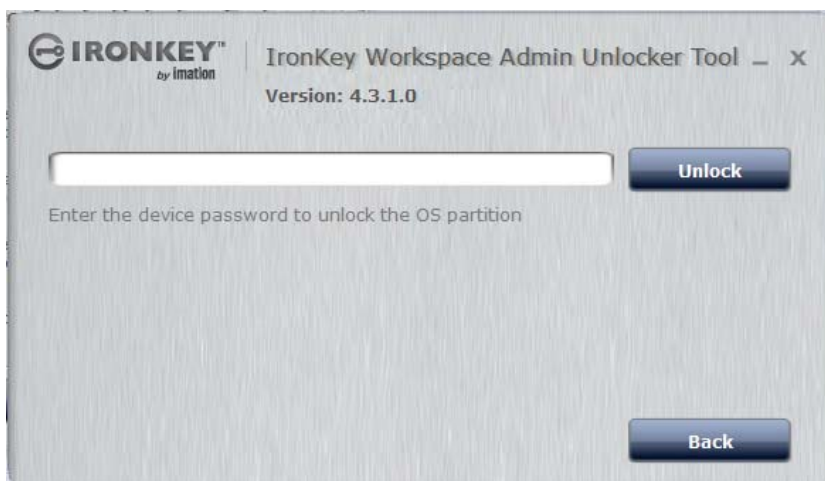 IRONKEY™
by imation
IronKey Workspace Admin Unlocker Tool
Version: 4.3.1.0
Unlock
Enter the device password to unlock the OS partition
Back